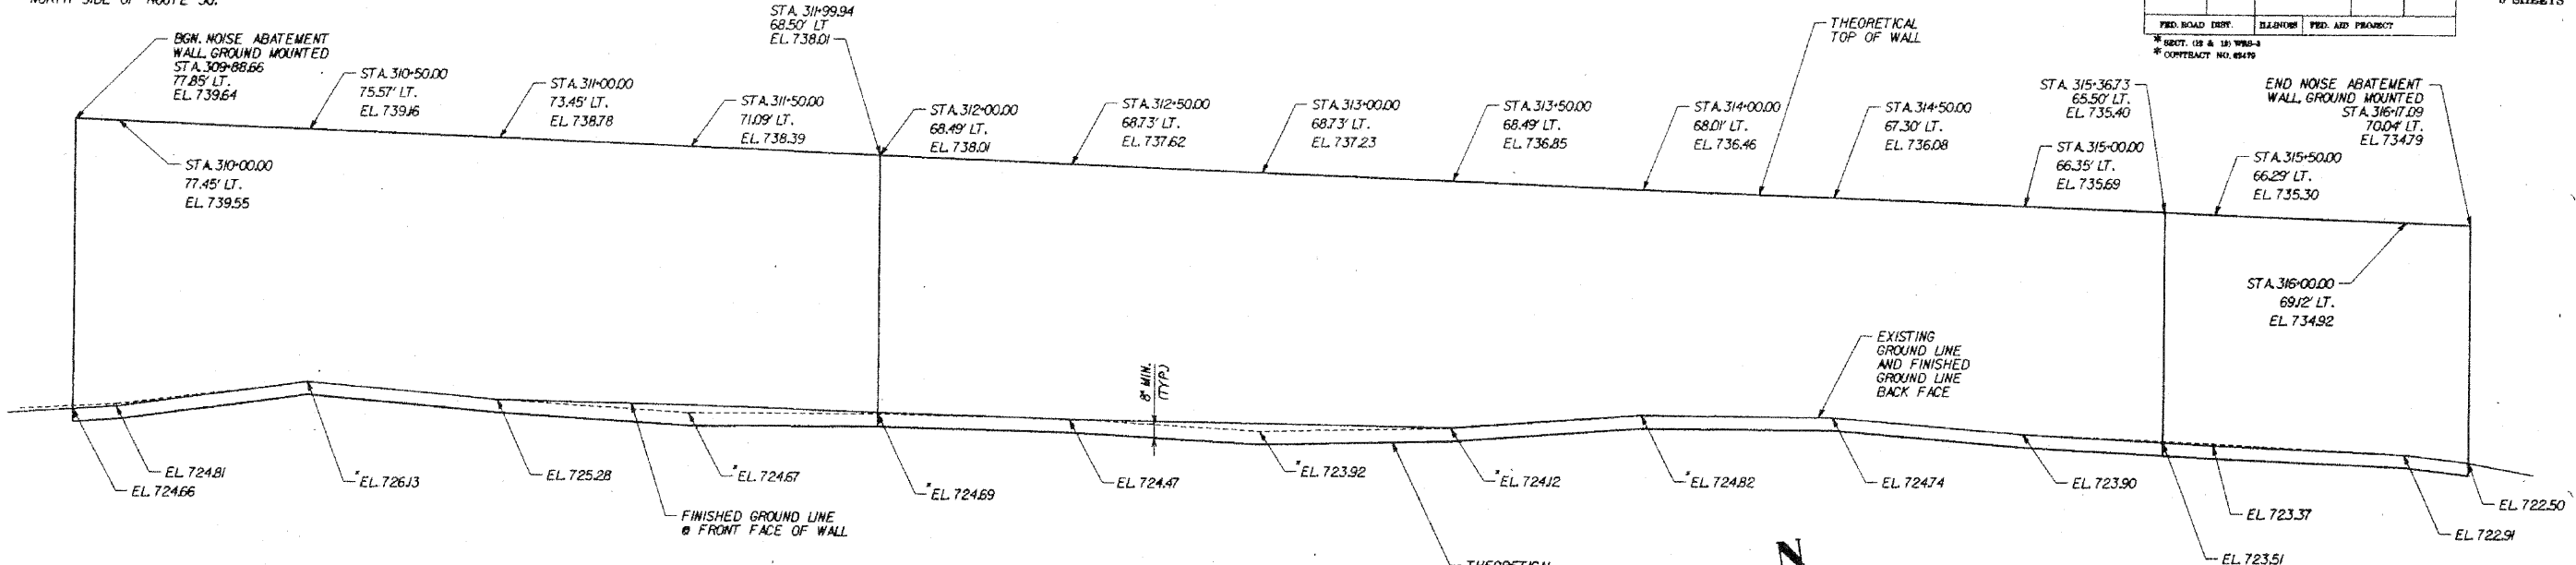 NORTH SIDE OF ROUTE 30.
SHEETS
FED. ROAD DIST.
ILLINOIS
FED. AID PROJECT
* CONTRACT NO.
BGN. NOISE ABATEMENT
WALL, GROUND MOUNTED
STA. 309+88.66
77.85' LT.
EL. 739.64
STA. 310+00.00
77.45' LT.
EL. 739.55
STA. 310+50.00
75.57' LT.
EL. 739.16
STA. 311+00.00
73.45' LT.
EL. 738.78
STA. 311+50.00
71.09' LT.
EL. 738.39
STA. 311+99.94
68.50' LT
EL. 738.01
STA. 312+00.00
68.49' LT.
EL. 738.01
STA. 312+50.00
68.73' LT.
EL. 737.62
STA. 313+00.00
68.73' LT.
EL. 737.23
STA. 313+50.00
68.49' LT.
EL. 736.85
STA. 314+00.00
68.01' LT.
EL. 736.46
THEORETICAL
TOP OF WALL
STA. 314+50.00
67.30' LT.
EL. 736.08
STA. 315+00.00
66.35' LT.
EL. 735.69
STA. 315+36.73
65.50' LT.
EL. 735.40
STA. 315+50.00
66.29' LT.
EL. 735.30
END NOISE ABATEMENT
WALL, GROUND MOUNTED
STA. 316+17.09
70.04' LT.
EL. 734.79
STA. 316+00.00
69.12' LT.
EL. 734.92
EXISTING
GROUND LINE
AND FINISHED
GROUND LINE
BACK FACE
8" MIN.
(TYP.)
EL. 724.81
EL. 724.66
*EL. 726.13
EL. 725.28
*EL. 724.67
FINISHED GROUND LINE
@ FRONT FACE OF WALL
*EL. 724.69
EL. 724.47
*EL. 723.92
*EL. 724.12
*EL. 724.82
EL. 724.74
EL. 723.90
EL. 723.51
EL. 723.37
EL. 722.91
EL. 722.50
THEORETICAL
N